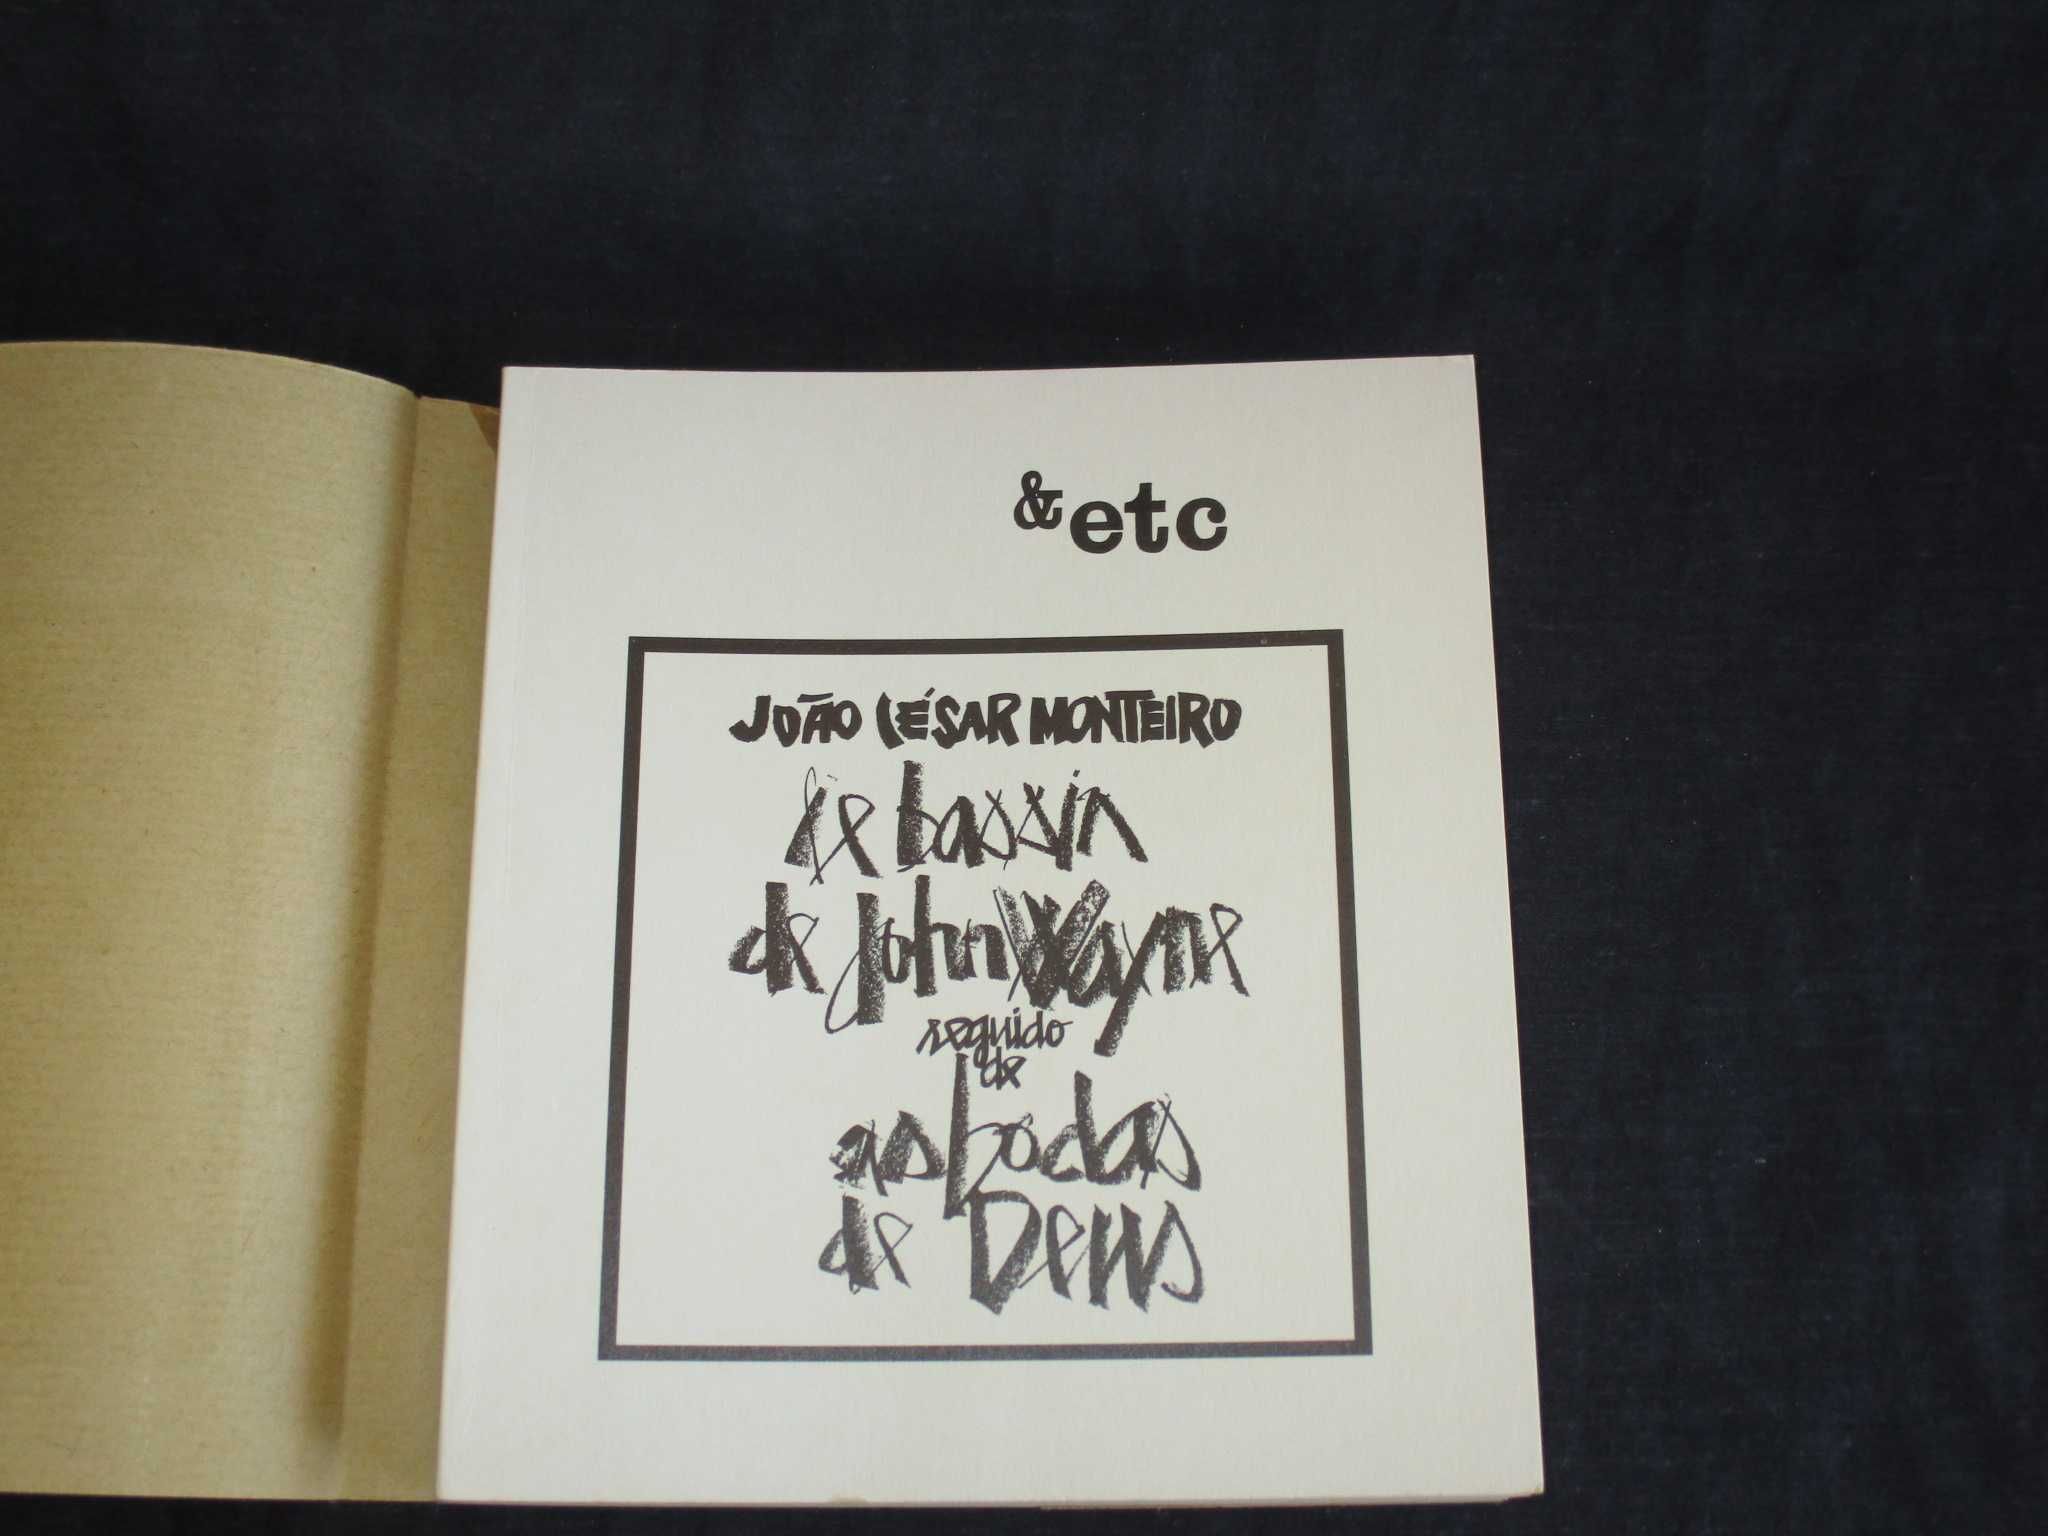 & etc
JOÃO CÉSAR MONTEIRO
le bassin
de John Wayne
seguido
de
as bodas
de Deus